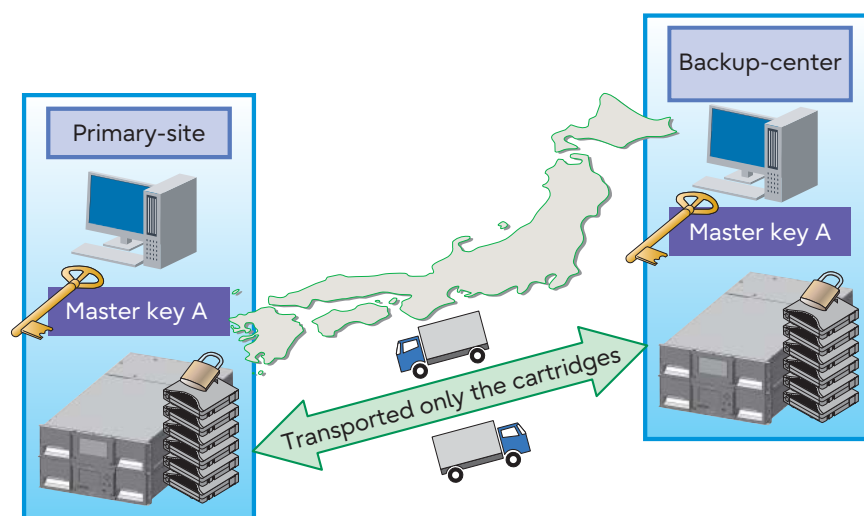 Primary-site
Master key A
Transported only the cartridges
Backup-center
Master key A